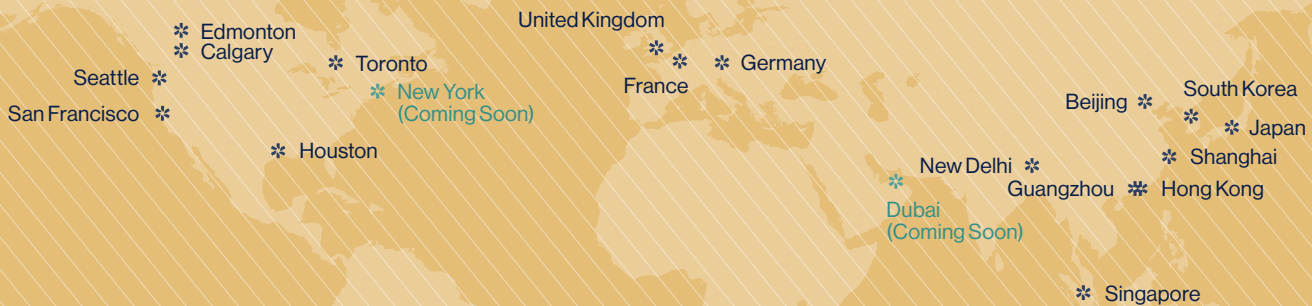 United Kingdom
Edmonton
Calgary
Toronto
Germany
Seattle
France
New York
(Coming Soon)
San Francisco
Houston
South Korea
Beijing
Japan
Shanghai
New Delhi
Guangzhou
Hong Kong
Dubai
(Coming Soon)
Singapore